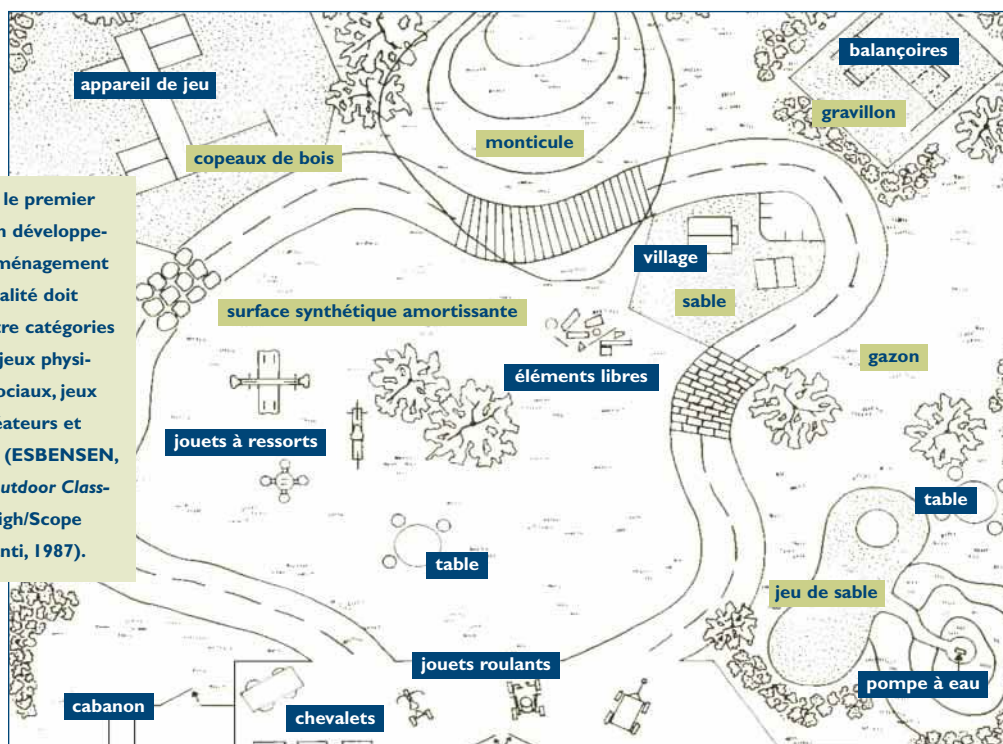 balançoires
appareil de jeu
gravillon
monticule
copeaux de bois
le premier
développe-
ménagement
alité doit
tre catégories
jeux physi-
ociaux, jeux
éateurs et
(ESBENSEN,
utdoor Class-
igh/Scope
nti, 1987).
village
sable
surface synthétique amortissante
gazon
éléments libres
jouets à ressorts
table
table
jeu de sable
jouets roulants
pompe à eau
cabanon
chevalets